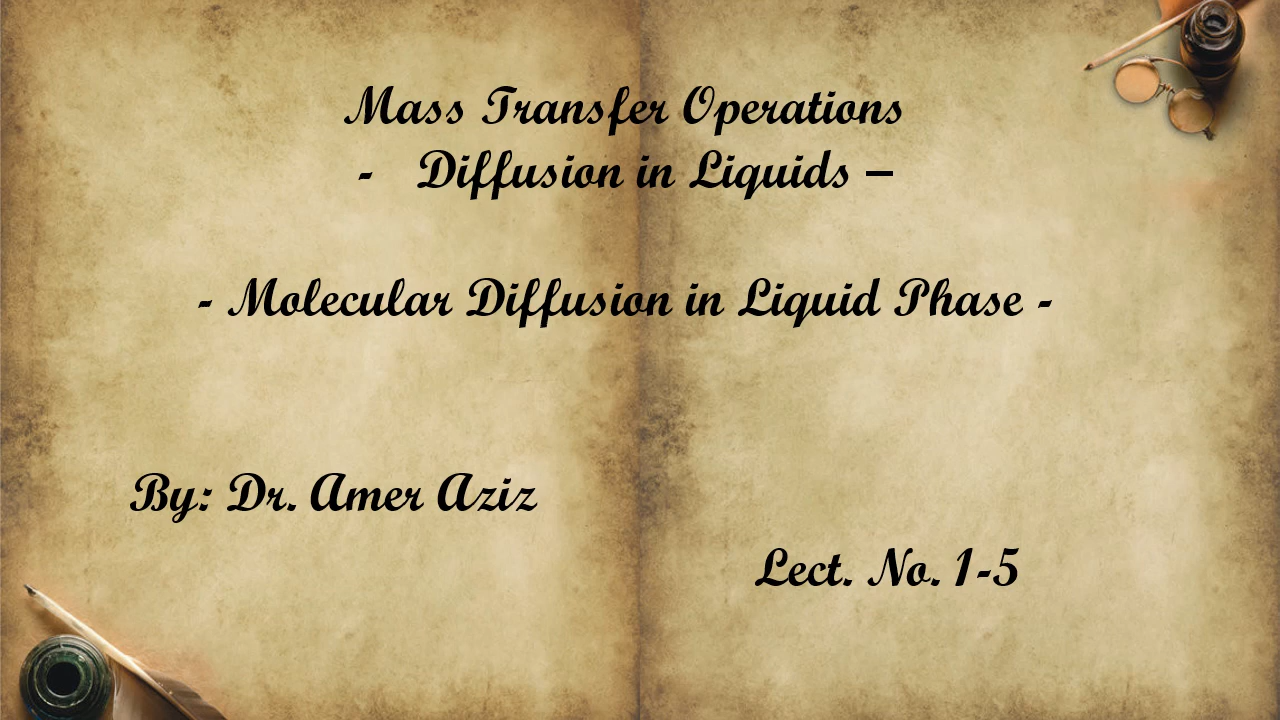 Mass Transfer Operations
- Diffusion in Liquids –
- Molecular Diffusion in Liquid Phase -
By: Dr. Amer Aziz
Lect. No. 1-5